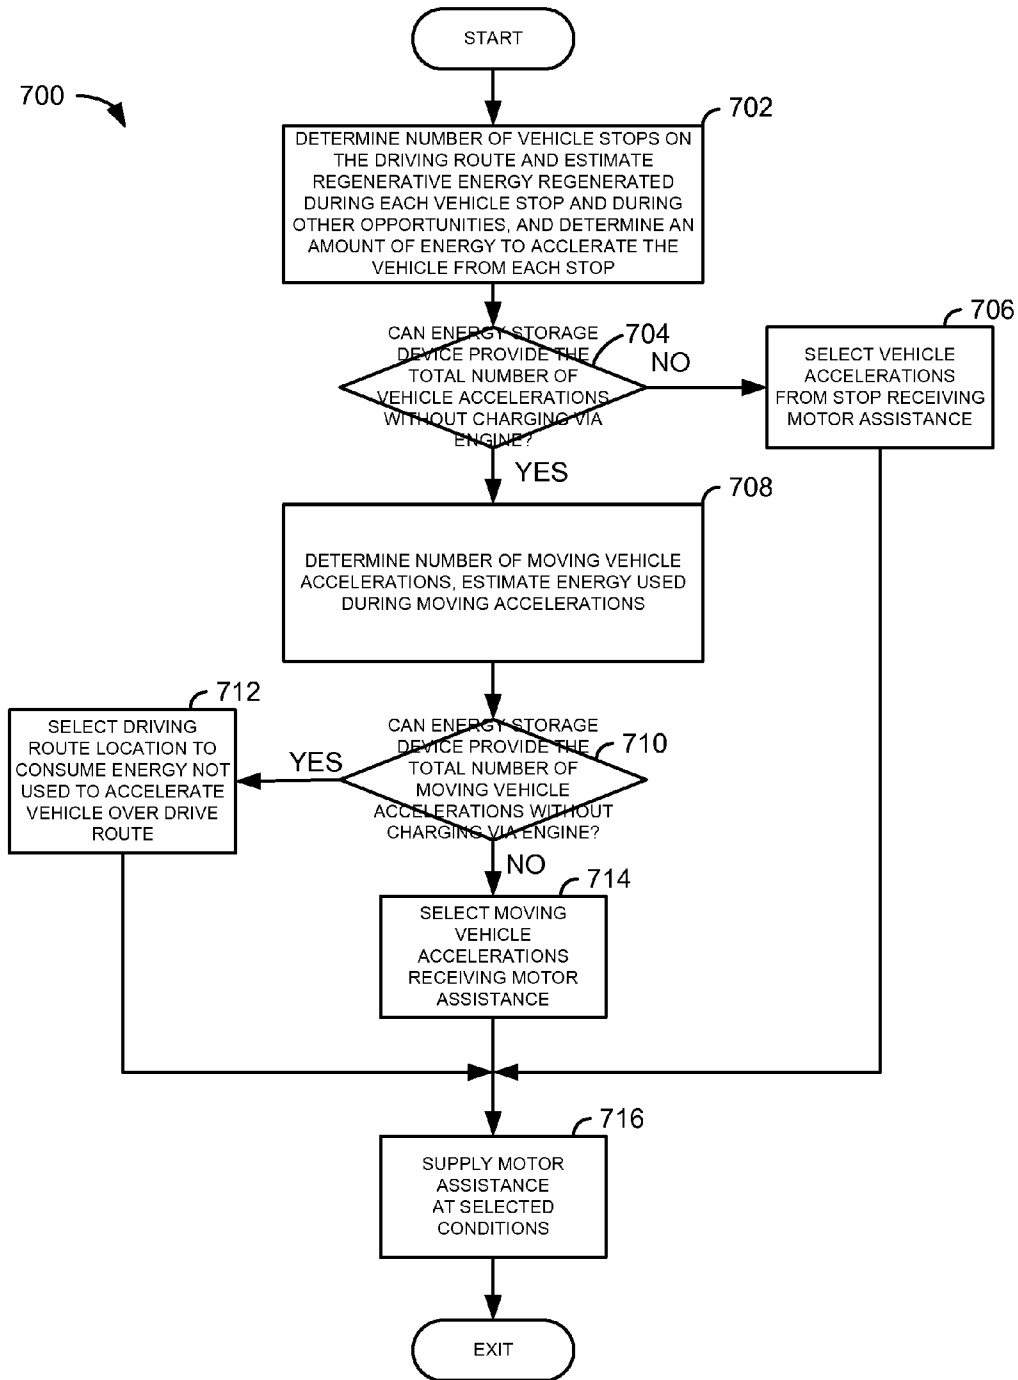 START
700
702
DETERMINE NUMBER OF VEHICLE STOPS ON
THE DRIVING ROUTE AND ESTIMATE
REGENERATIVE ENERGY REGENERATED
DURING EACH VEHICLE STOP AND DURING
OTHER OPPORTUNITIES, AND DETERMINE AN
AMOUNT OF ENERGY TO ACCLERATE THE
VEHICLE FROM EACH STOP
704
CAN ENERGY STORAGE
DEVICE PROVIDE THE
TOTAL NUMBER OF
VEHICLE ACCELERATIONS
WITHOUT CHARGING VIA
ENGINE?
NO
706
SELECT VEHICLE
ACCELERATIONS
FROM STOP RECEIVING
MOTOR ASSISTANCE
YES
708
DETERMINE NUMBER OF MOVING VEHICLE
ACCELERATIONS, ESTIMATE ENERGY USED
DURING MOVING ACCELERATIONS
710
CAN ENERGY STORAGE
DEVICE PROVIDE THE
TOTAL NUMBER OF
MOVING VEHICLE
ACCELERATIONS WITHOUT
CHARGING VIA ENGINE?
YES
712
SELECT DRIVING
ROUTE LOCATION TO
CONSUME ENERGY NOT
USED TO ACCELERATE
VEHICLE OVER DRIVE
ROUTE
NO
714
SELECT MOVING
VEHICLE
ACCELERATIONS
RECEIVING MOTOR
ASSISTANCE
716
SUPPLY MOTOR
ASSISTANCE
AT SELECTED
CONDITIONS
EXIT